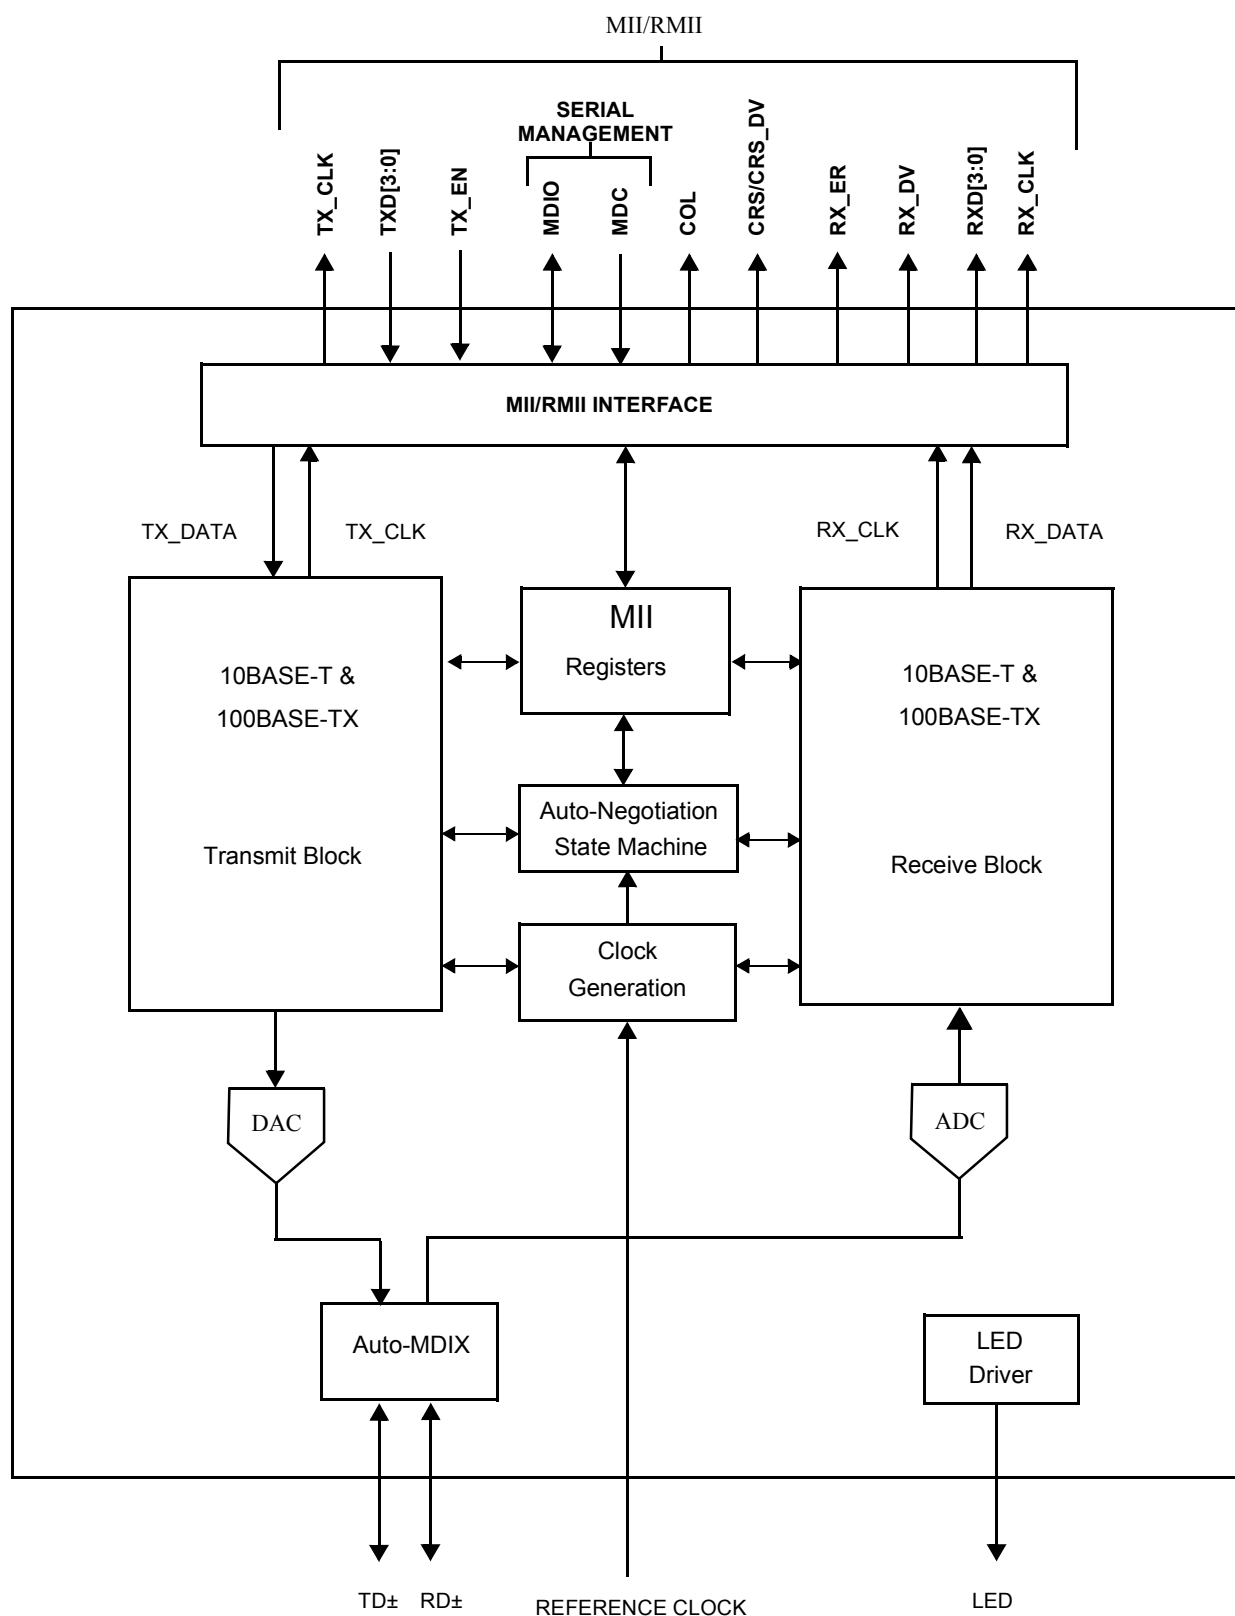 MII/RMII
SERIAL
MANAGEMENT
TX_CLK
TXD[3:0]
TX_EN
MDIO
MDC
COL
CRS/CRS_DV
RX_ER
RX_DV
RXD[3:0]
RX_CLK
MII/RMII INTERFACE
TX_DATA
TX_CLK
RX_CLK
RX_DATA
10BASE-T &
100BASE-TX
Transmit Block
MII
Registers
Auto-Negotiation
State Machine
Clock
Generation
10BASE-T &
100BASE-TX
Receive Block
DAC
ADC
Auto-MDIX
LED
Driver
TD±
RD±
REFERENCE CLOCK
LED